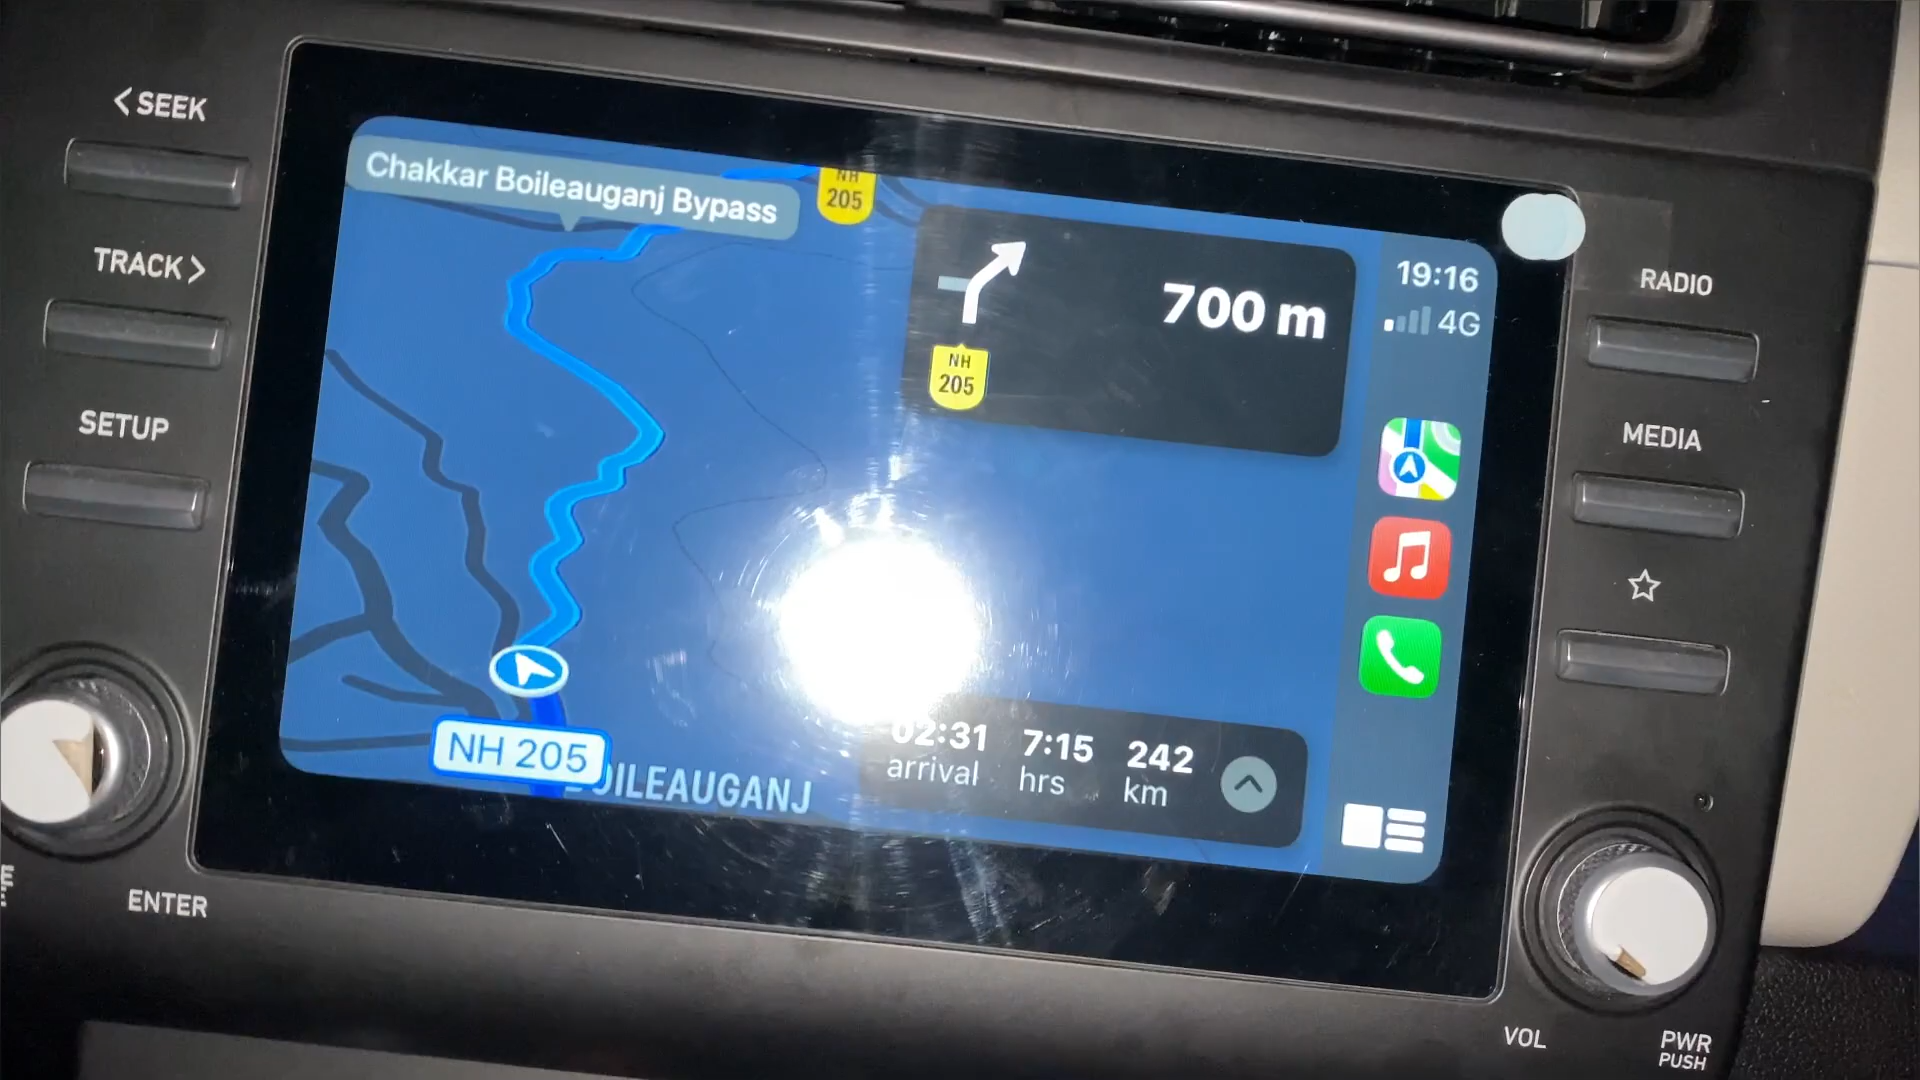 < SEEK
TRACK >
SETUP
ENTER
Chakkar Boileauganj Bypass
NH
205
700 m
NH
205
19:16
4G
NH 205
OILEAUGANJ
02:31
arrival
7:15
hrs
242
km
RADIO
MEDIA
VOL
PWR
PUSH